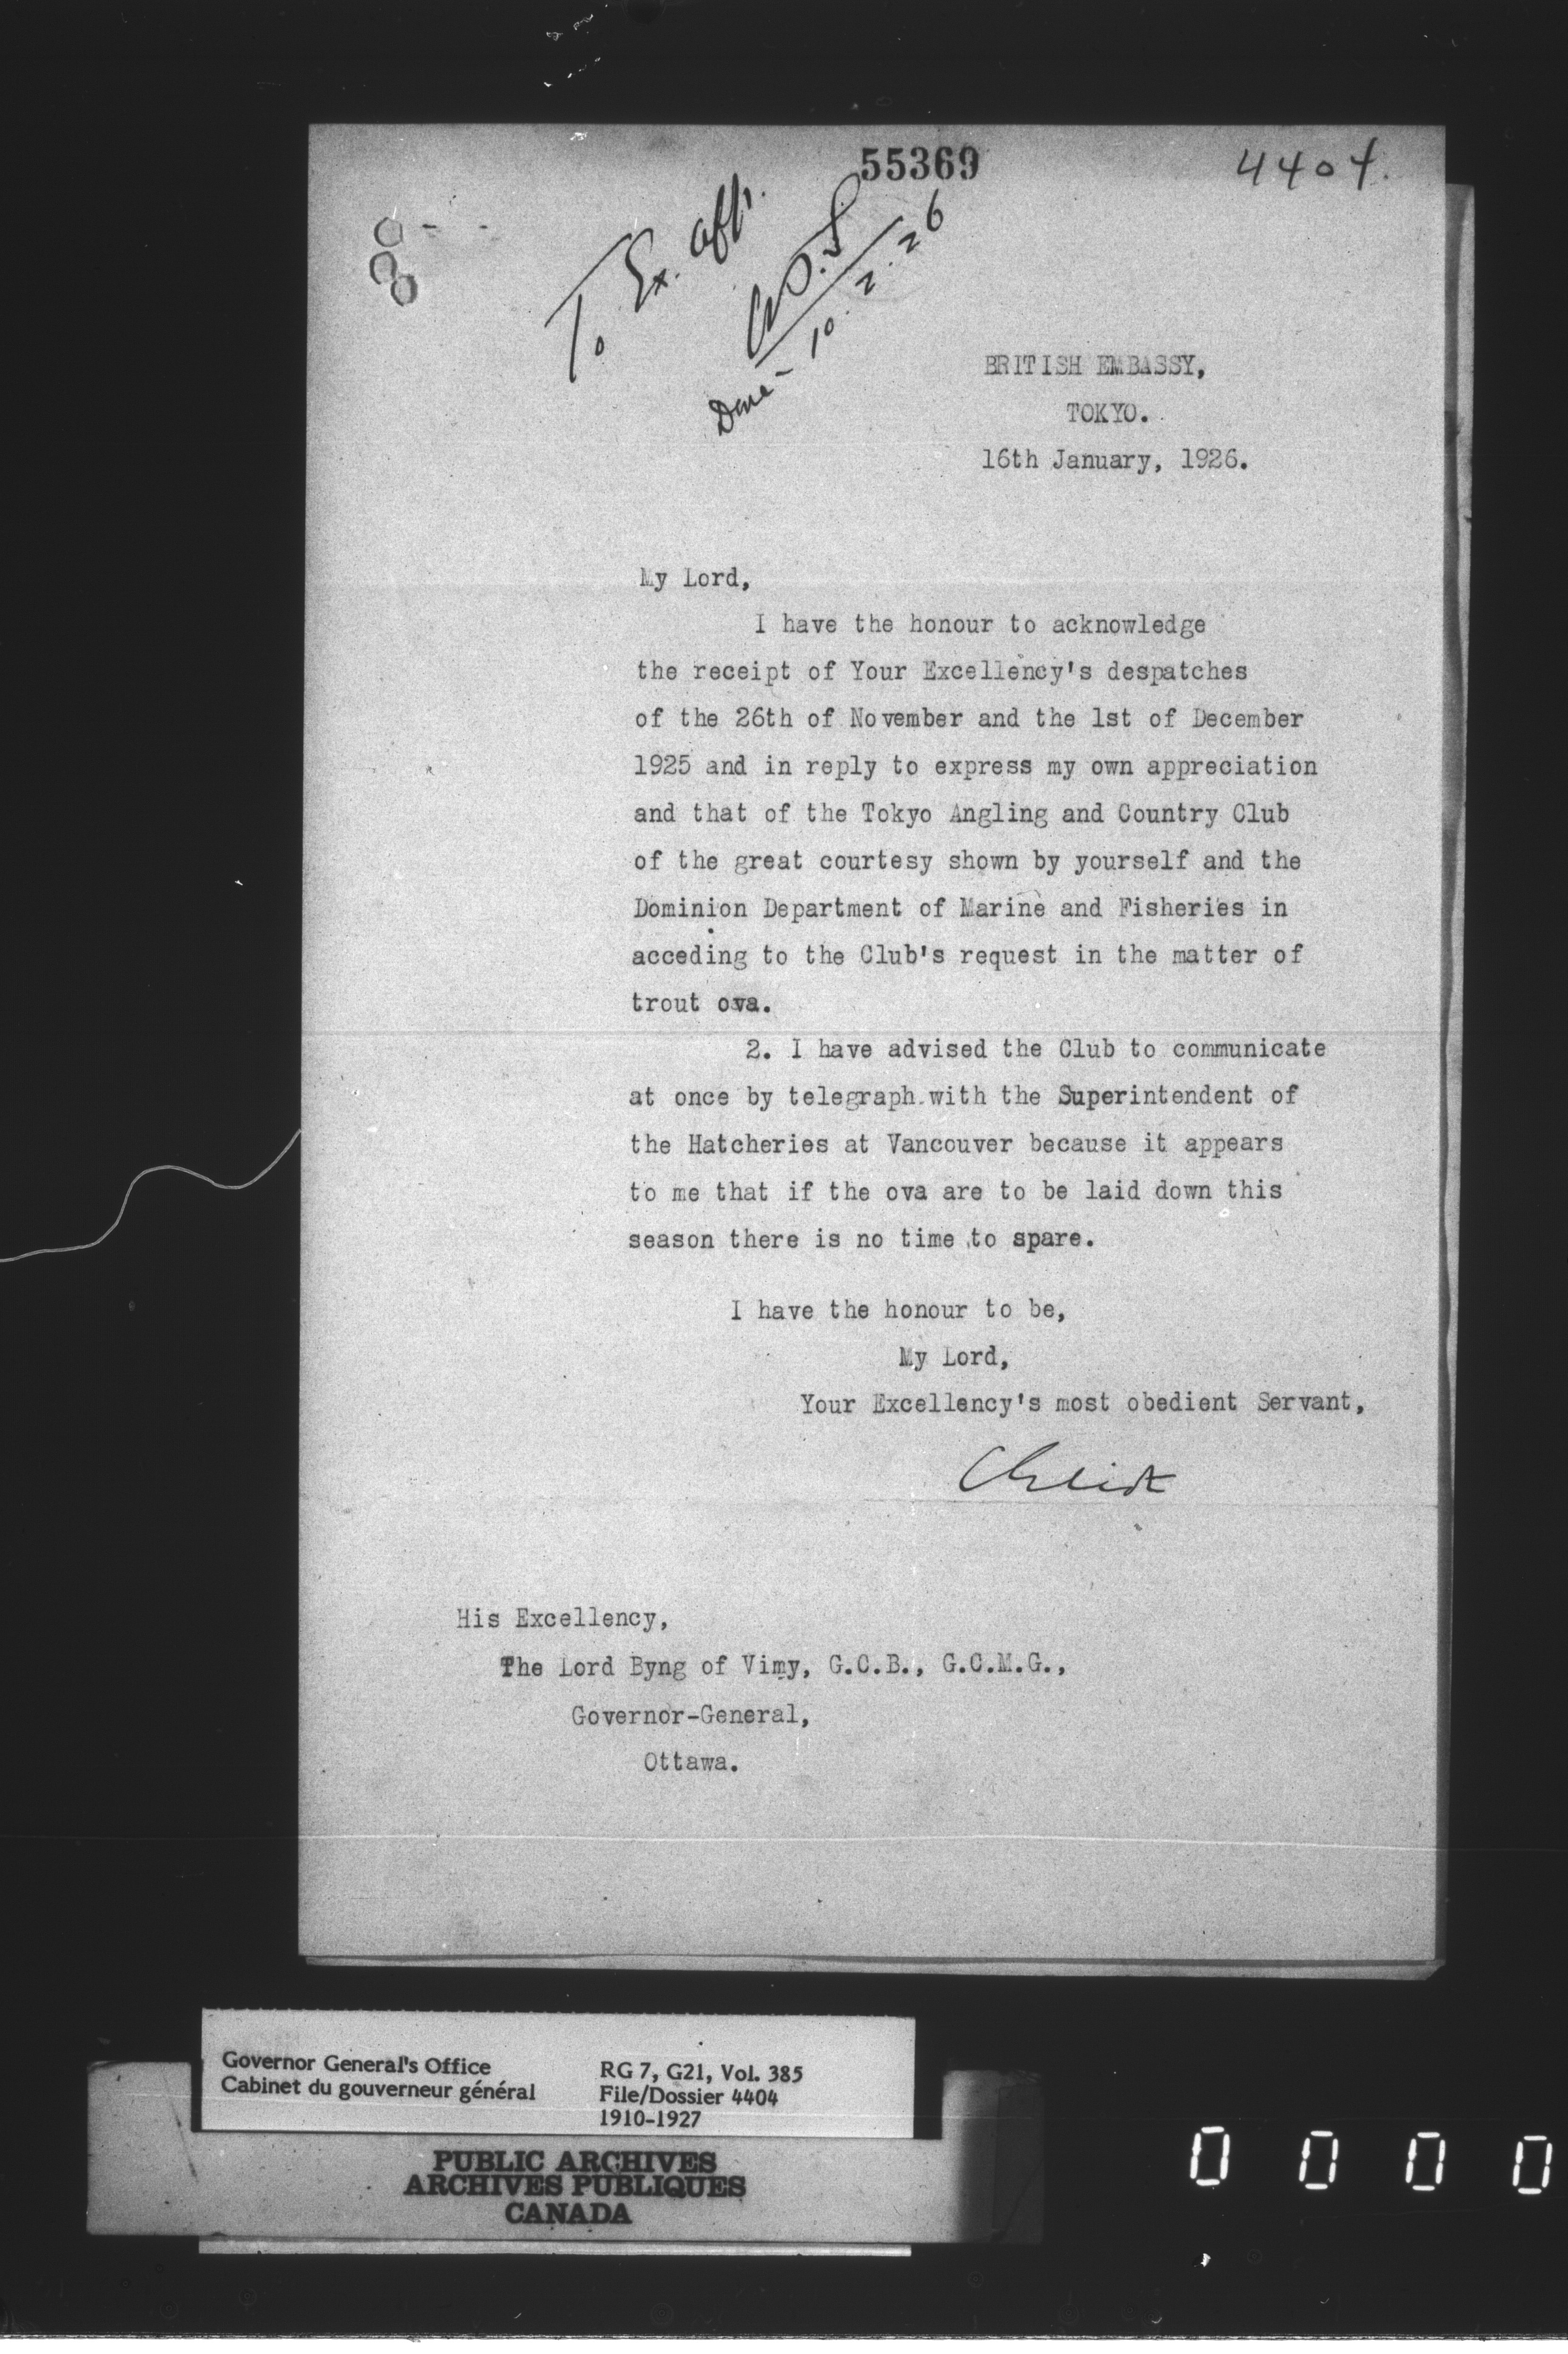 55369
4404.
To Ex. Aff.
Done - 10.2.26
BRITISH EMBASSY,
TOKYO.
16th January, 1926.
My Lord,
I have the honour to acknowledge
the receipt of Your Excellency's despatches
of the 26th of November and the 1st of December
1925 and in reply to express my own appreciation
and that of the Tokyo Angling and Country Club
of the great courtesy shown by yourself and the
Dominion Department of Marine and Fisheries in
acceding to the Club's request in the matter of
trout ova.
2. I have advised the Club to communicate
at once by telegraph with the Superintendent of
the Hatcheries at Vancouver because it appears
to me that if the ova are to be laid down this
season there is no time to spare.
I have the honour to be,
My Lord,
Your Excellency's most obedient Servant,
His Excellency,
The Lord Byng of Vimy, G.C.B., G.C.M.G.,
Governor-General,
Ottawa.
Governor General's Office
Cabinet du gouverneur général
RG 7, G21, Vol. 385
File/Dossier 4404
1910-1927
PUBLIC ARCHIVES
ARCHIVES PUBLIQUES
CANADA
0 0 0 0